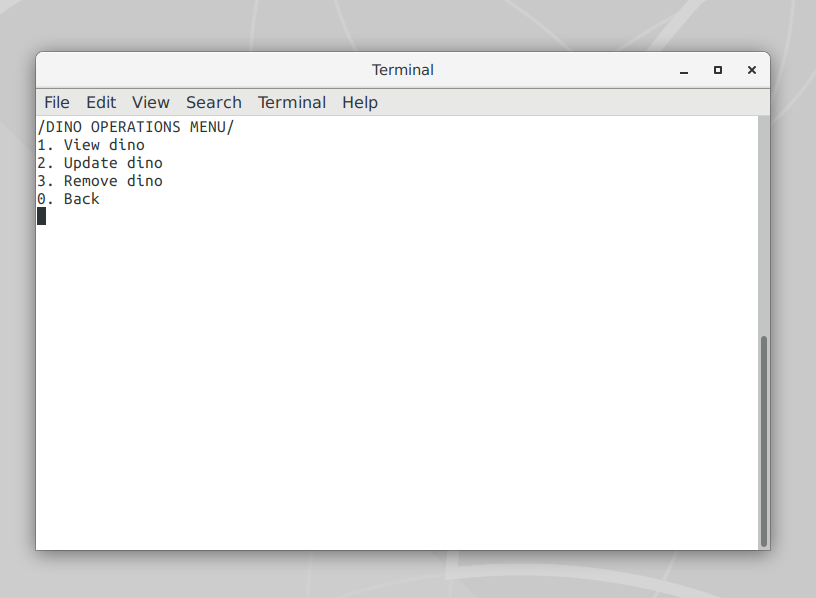 Terminal
File Edit View Search Terminal Help
/DINO OPERATIONS MENU/
1. View dino
2. Update dino
3. Remove dino
0. Back